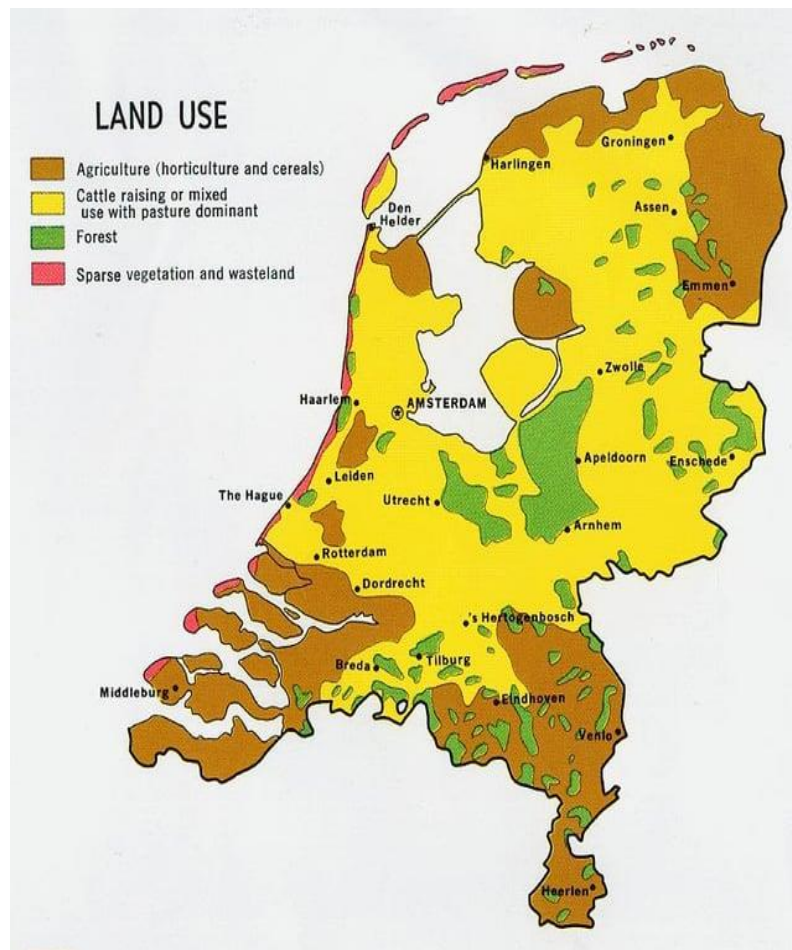 LAND USE
Agriculture (horticulture and cereals)
Cattle raising or mixed
use with pasture dominant
Forest
Sparse vegetation and wasteland
Groningen
Harlingen
Assen
Den
Helder
Emmen
Zwolle
Haarlem
AMSTERDAM
Apeldoorn
Enschede
Leiden
The Hague
Utrecht
Arnhem
Rotterdam
Dordrecht
's Hertogenbosch
Breda
Tilburg
Middleburg
Eindhoven
Venlo
Heerlen